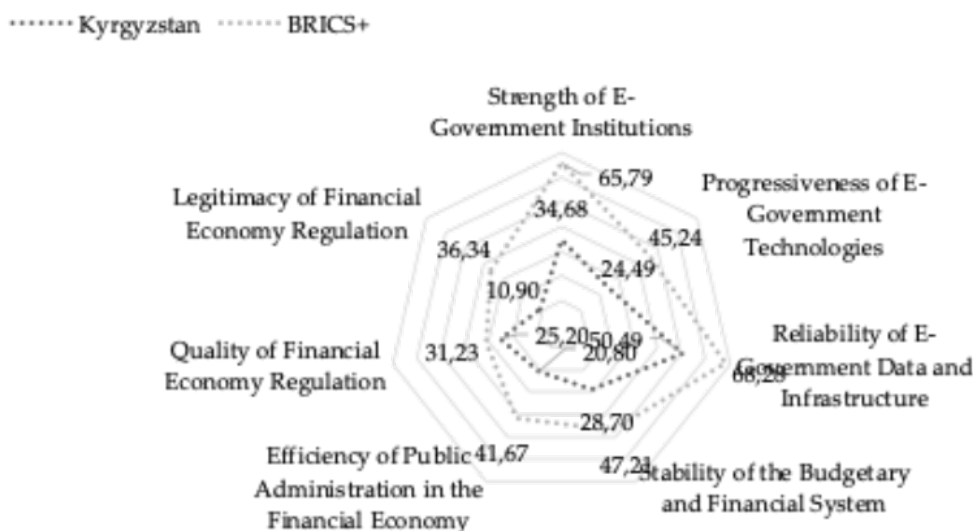 Kyrgyzstan
BRICS+
Strength of E-
Government Institutions
65,79
34,68
Progressiveness of E-
Government
Technologies
45,24
24,49
Reliability of E-
Government Data and
Infrastructure
50,49
Stability of the Budgetary
and Financial System
47,21
28,70
Efficiency of Public
Administration in the
Financial Economy
41,67
20,80
Quality of Financial
Economy Regulation
31,23
25,20
Legitimacy of Financial
Economy Regulation
36,34
10,90